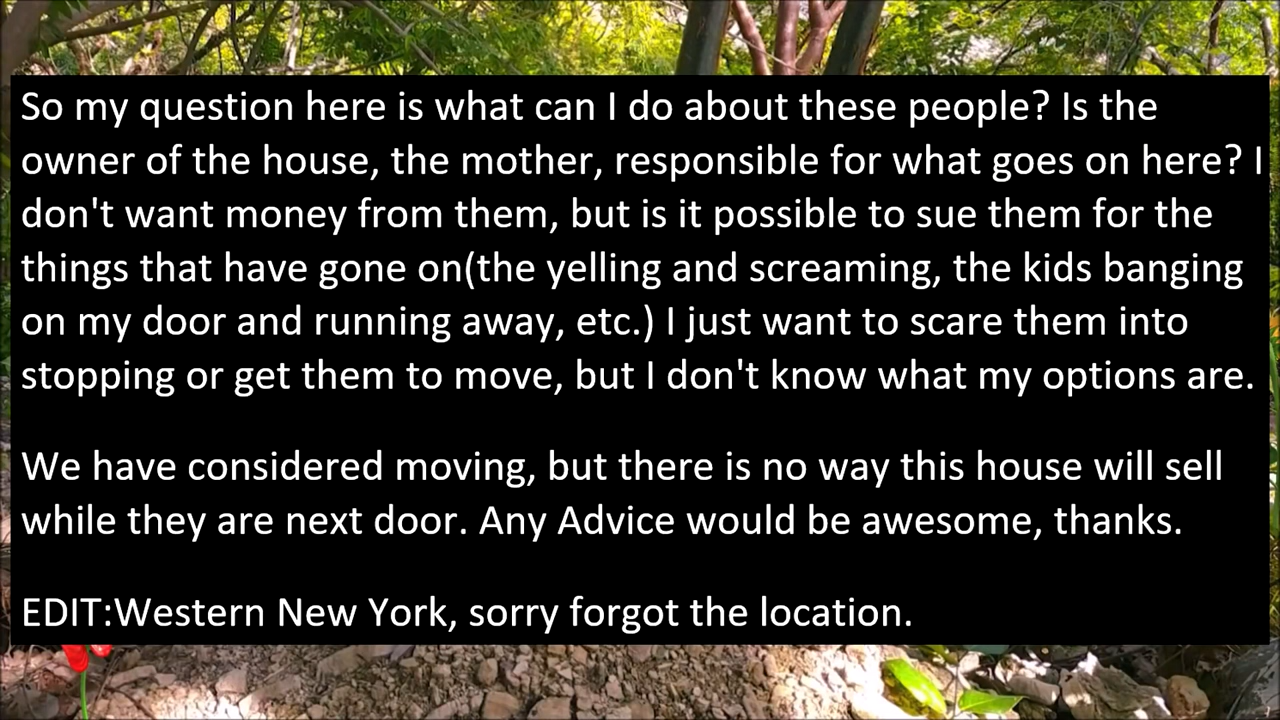 So my question here is what can I do about these people? Is the
owner of the house, the mother, responsible for what goes on here? I
don't want money from them, but is it possible to sue them for the
things that have gone on(the yelling and screaming, the kids banging
on my door and running away, etc.) I just want to scare them into
stopping or get them to move, but I don't know what my options are.
We have considered moving, but there is no way this house will sell
while they are next door. Any Advice would be awesome, thanks.
EDIT:Western New York, sorry forgot the location.